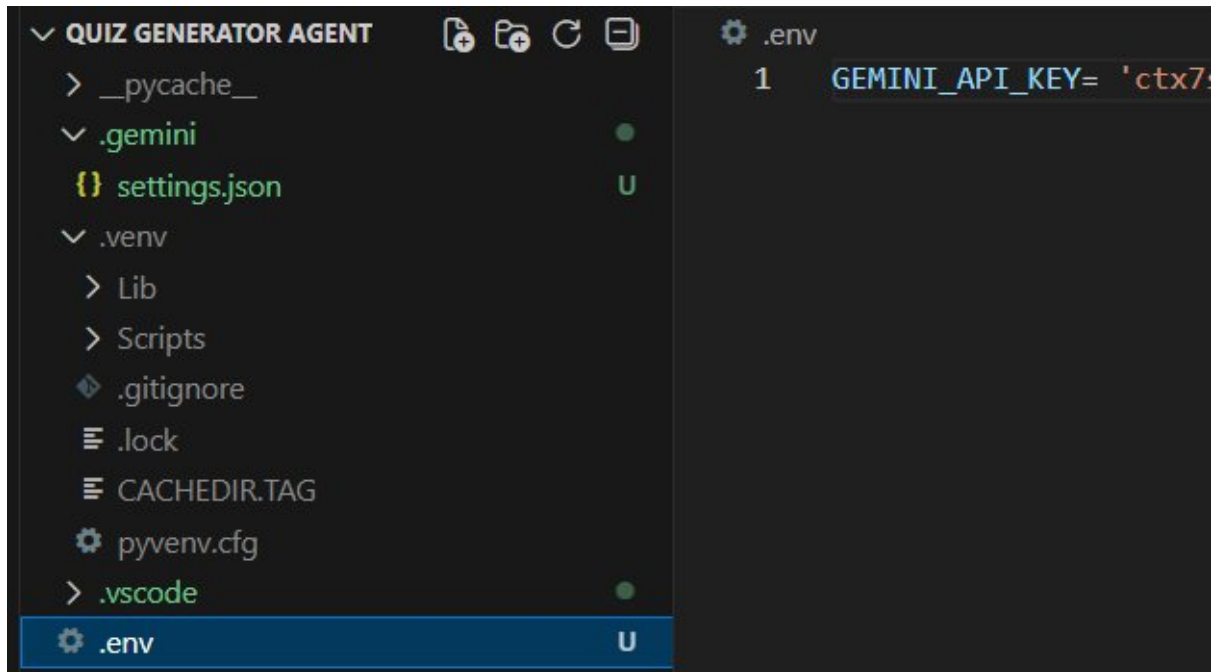 QUIZ GENERATOR AGENT
__pycache__
.gemini
{} settings.json U
.venv
Lib
Scripts
.gitignore
.lock
CACHEDIR.TAG
pyvenv.cfg
.vscode
.env U
.env
1 GEMINI_API_KEY= 'ctx7